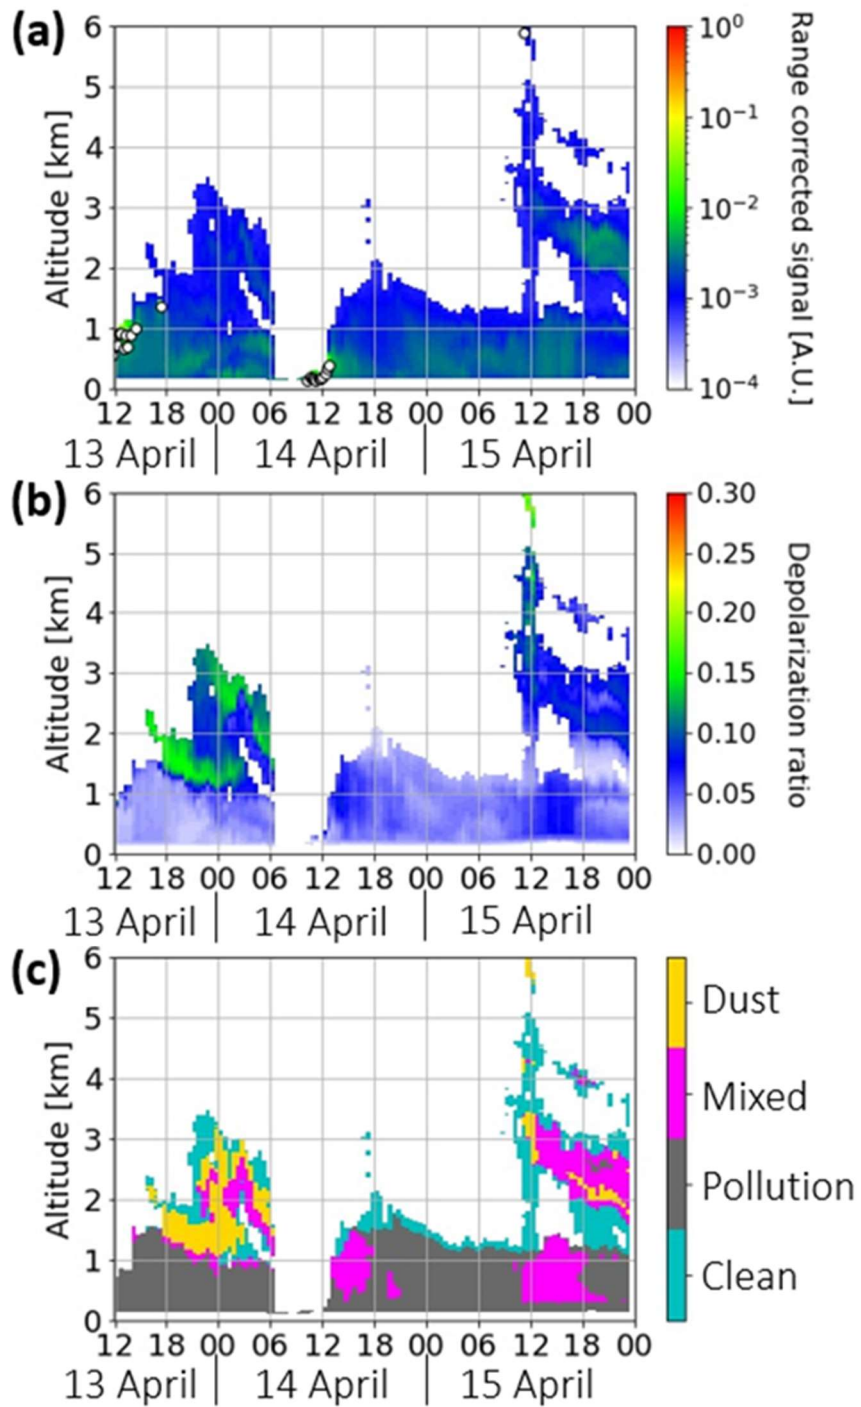 (a)
6
5
4
3
2
1
0
Altitude [km]
12 18 00 06 12 18 00 06 12 18 00
13 April | 14 April | 15 April
10⁰
10⁻¹
10⁻²
10⁻³
10⁻⁴
Range corrected signal [A.U.]
(b)
6
5
4
3
2
1
0
Altitude [km]
12 18 00 06 12 18 00 06 12 18 00
13 April | 14 April | 15 April
0.30
0.25
0.20
0.15
0.10
0.05
0.00
Depolarization ratio
(c)
6
5
4
3
2
1
0
Altitude [km]
12 18 00 06 12 18 00 06 12 18 00
13 April | 14 April | 15 April
Dust
Mixed
Pollution
Clean